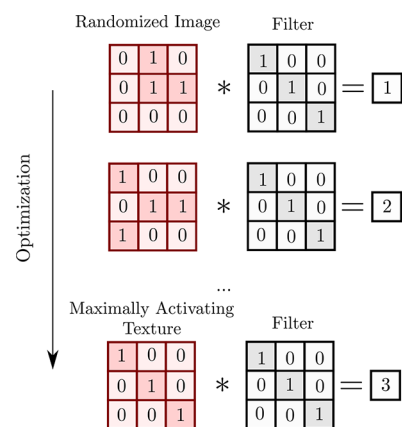 Randomized Image Filter
0 1 0 1 0 0
0 1 1 * 0 1 0 = 1
0 0 0 0 0 1
Optimization
1 0 0 1 0 0
0 1 1 * 0 1 0 = 2
1 0 0 0 0 1
...
Maximally Activating
Texture Filter
1 0 0 1 0 0
0 1 0 * 0 1 0 = 3
0 0 1 0 0 1